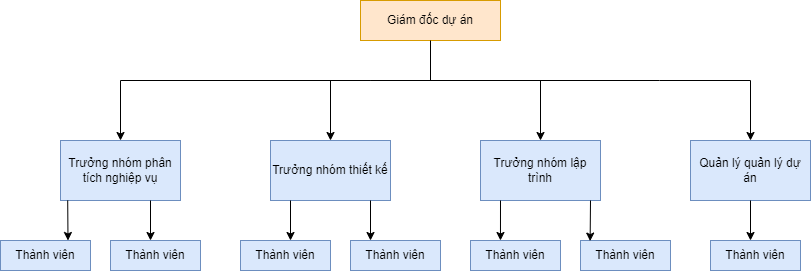 Giám đốc dự án
Trưởng nhóm phân
tích nghiệp vụ
Trưởng nhóm thiết kế
Trưởng nhóm lập
trình
Quản lý quản lý dự
án
Thành viên
Thành viên
Thành viên
Thành viên
Thành viên
Thành viên
Thành viên